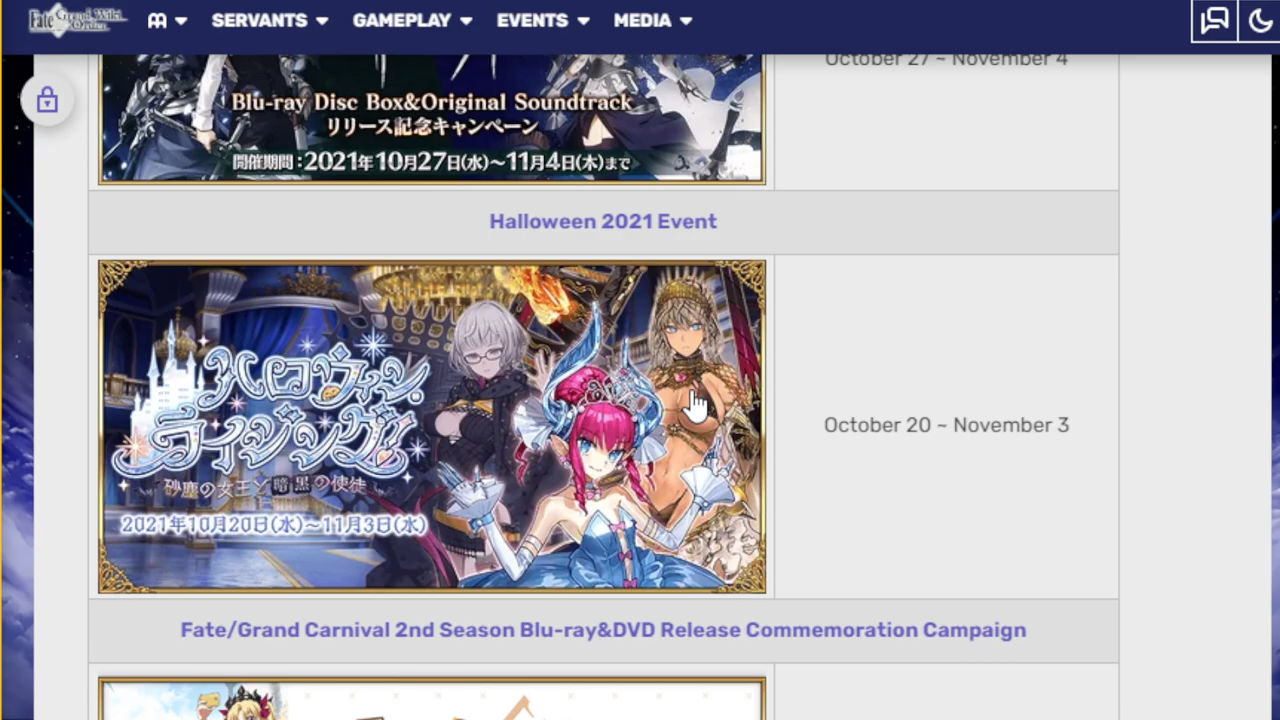 Fate Grand Wiki Order
SERVANTS
GAMEPLAY
EVENTS
MEDIA
October 27 ~ November 4
Blu-ray Disc Box&Original Soundtrack
リリース記念キャンペーン
開催期間:2021年10月27日(水)〜11月4日(木)まで
Halloween 2021 Event
ハロウィン・
ライジング!
砂塵の女王と暗黒の使徒
2021年10月20日(水)〜11月3日(水)
October 20 ~ November 3
Fate/Grand Carnival 2nd Season Blu-ray&DVD Release Commemoration Campaign